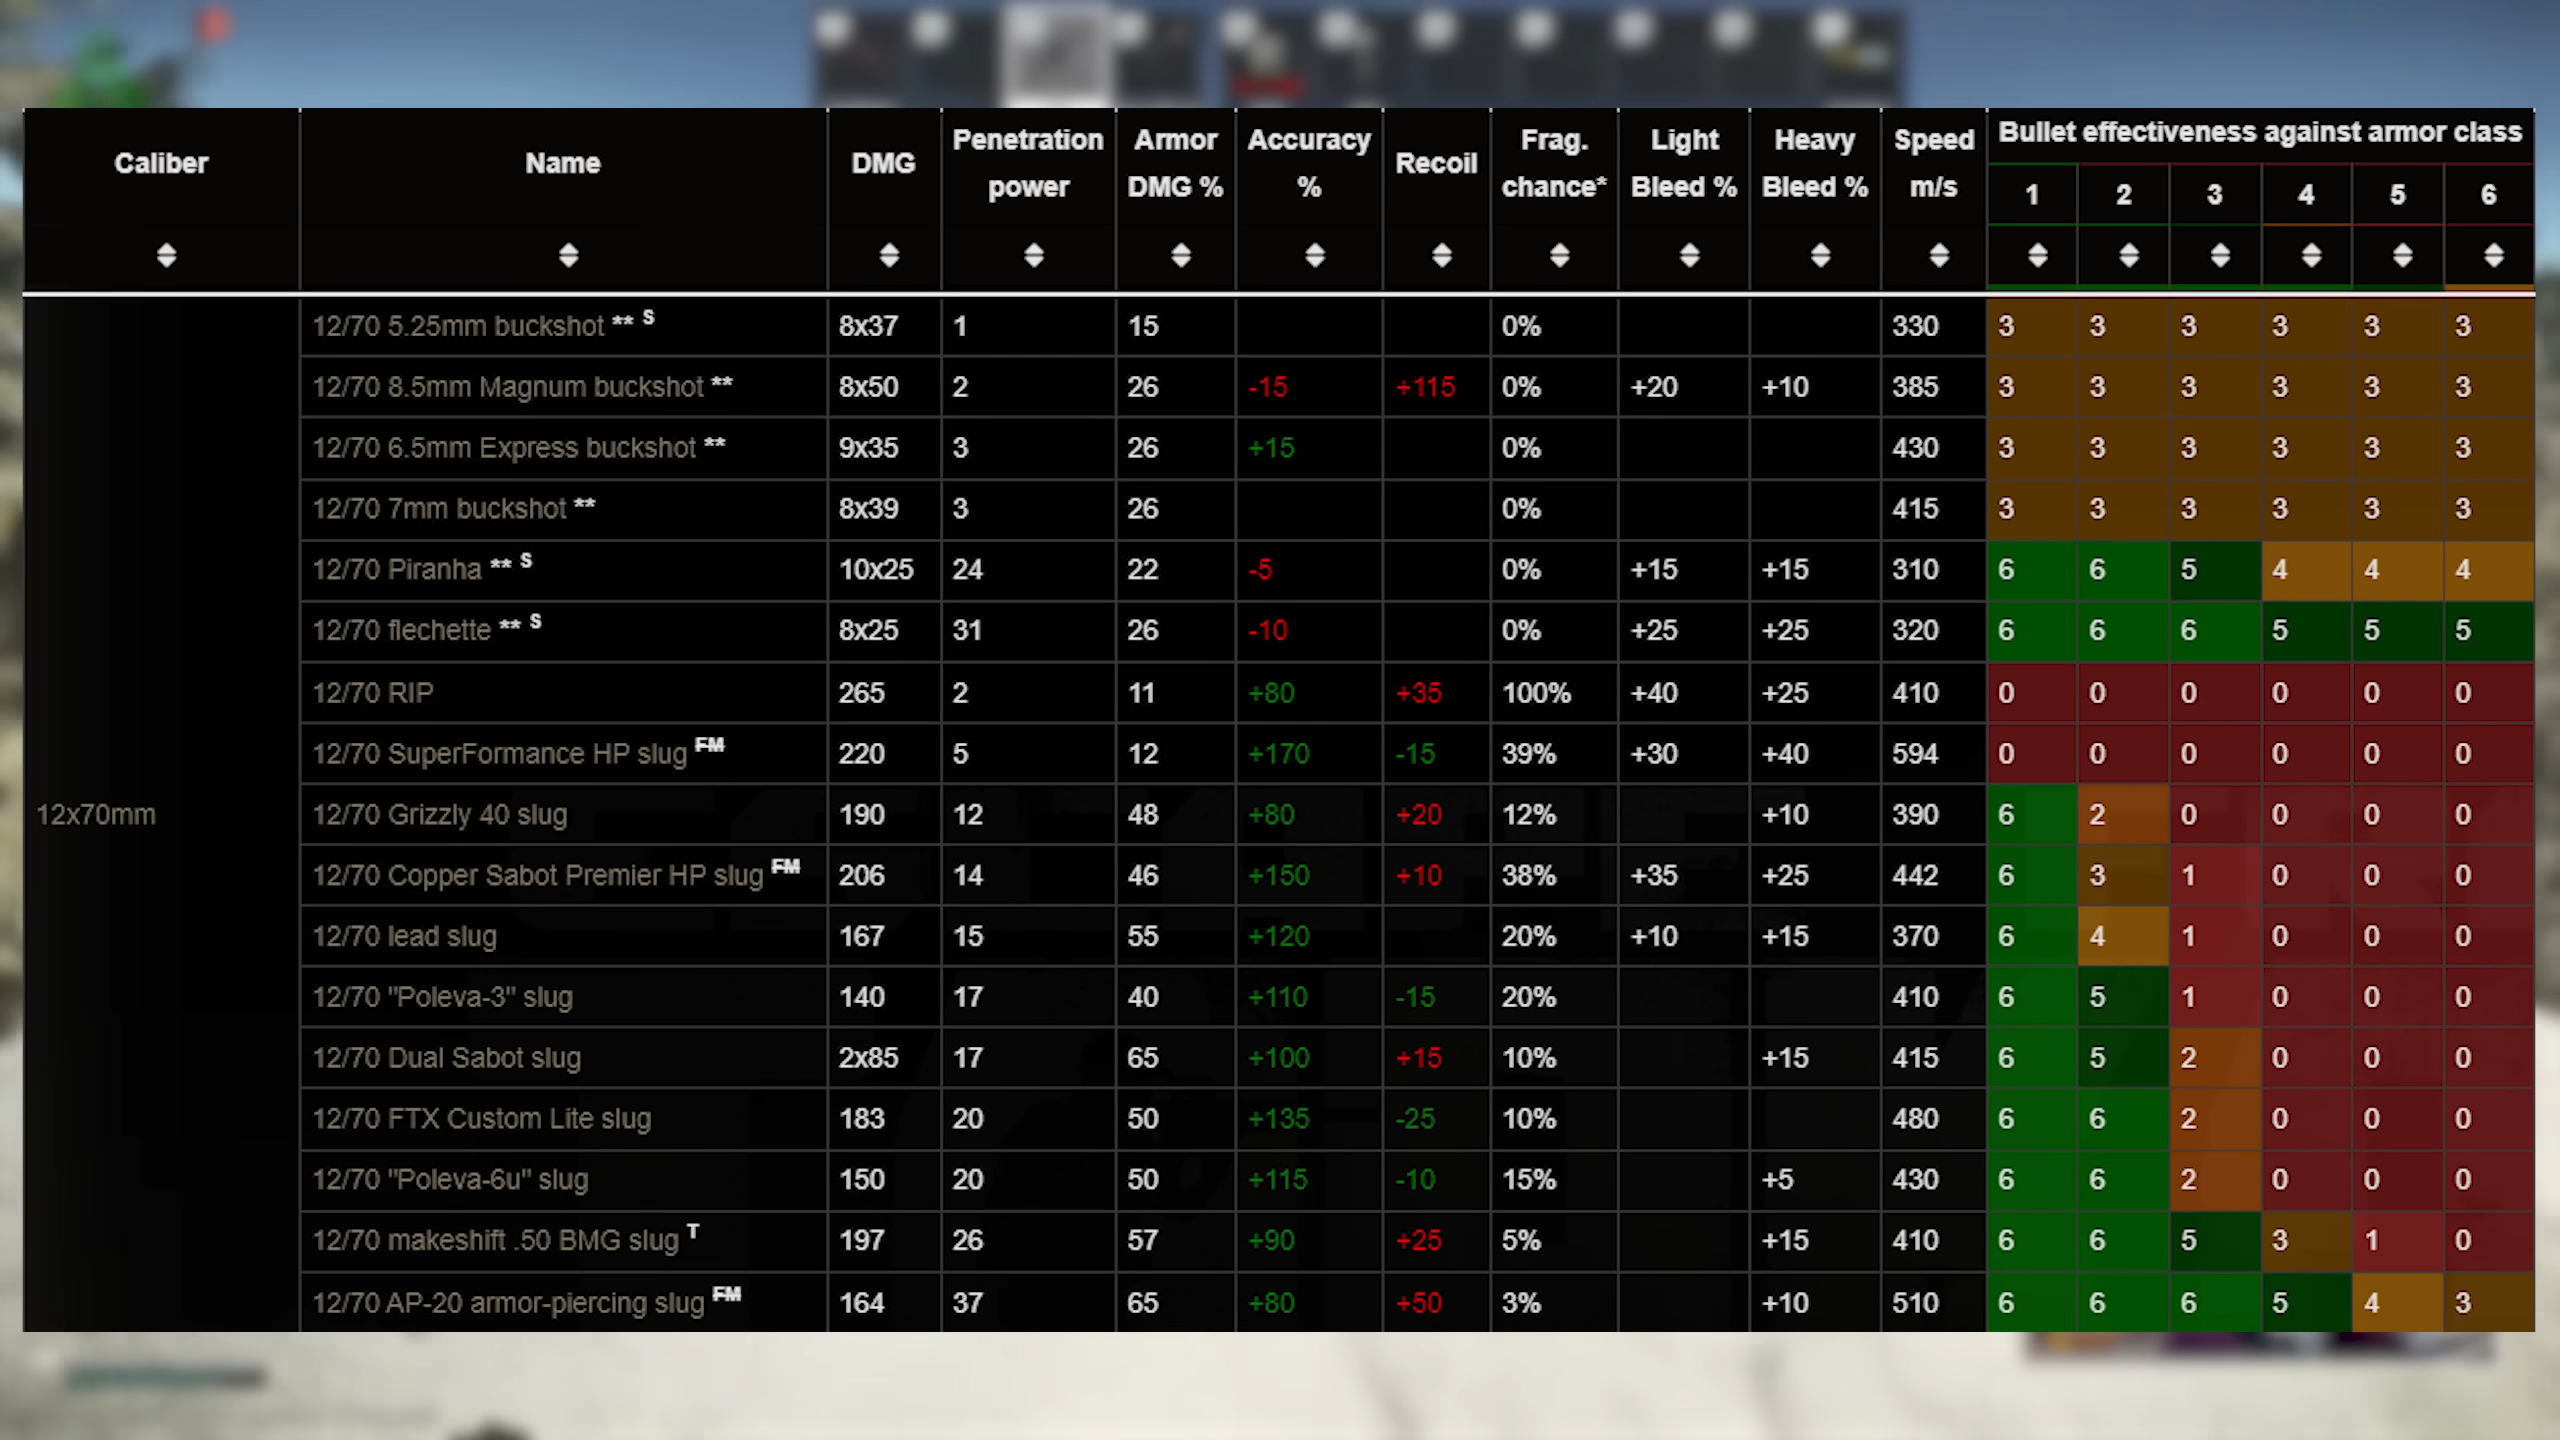 Caliber Name DMG Penetration power Armor DMG % Accuracy % Recoil Frag. chance* Light Bleed % Heavy Bleed % Speed m/s Bullet effectiveness against armor class
1 2 3 4 5 6
12x70mm
12/70 5.25mm buckshot ** S 8x37 1 15 0% 330 3 3 3 3 3 3
12/70 8.5mm Magnum buckshot ** 8x50 2 26 -15 +115 0% +20 +10 385 3 3 3 3 3 3
12/70 6.5mm Express buckshot ** 9x35 3 26 +15 0% 430 3 3 3 3 3 3
12/70 7mm buckshot ** 8x39 3 26 0% 415 3 3 3 3 3 3
12/70 Piranha ** S 10x25 24 22 -5 0% +15 +15 310 6 6 5 4 4 4
12/70 flechette ** S 8x25 31 26 -10 0% +25 +25 320 6 6 6 5 5 5
12/70 RIP 265 2 11 +80 +35 100% +40 +25 410 0 0 0 0 0 0
12/70 SuperFormance HP slug FM 220 5 12 +170 -15 39% +30 +40 594 0 0 0 0 0 0
12/70 Grizzly 40 slug 190 12 48 +80 +20 12% +10 390 6 2 0 0 0 0
12/70 Copper Sabot Premier HP slug FM 206 14 46 +150 +10 38% +35 +25 442 6 3 1 0 0 0
12/70 lead slug 167 15 55 +120 20% +10 +15 370 6 4 1 0 0 0
12/70 "Poleva-3" slug 140 17 40 +110 -15 20% 410 6 5 1 0 0 0
12/70 Dual Sabot slug 2x85 17 65 +100 +15 10% +15 415 6 5 2 0 0 0
12/70 FTX Custom Lite slug 183 20 50 +135 -25 10% 480 6 6 2 0 0 0
12/70 "Poleva-6u" slug 150 20 50 +115 -10 15% +5 430 6 6 2 0 0 0
12/70 makeshift .50 BMG slug T 197 26 57 +90 +25 5% +15 410 6 6 5 3 1 0
12/70 AP-20 armor-piercing slug FM 164 37 65 +80 +50 3% +10 510 6 6 6 5 4 3